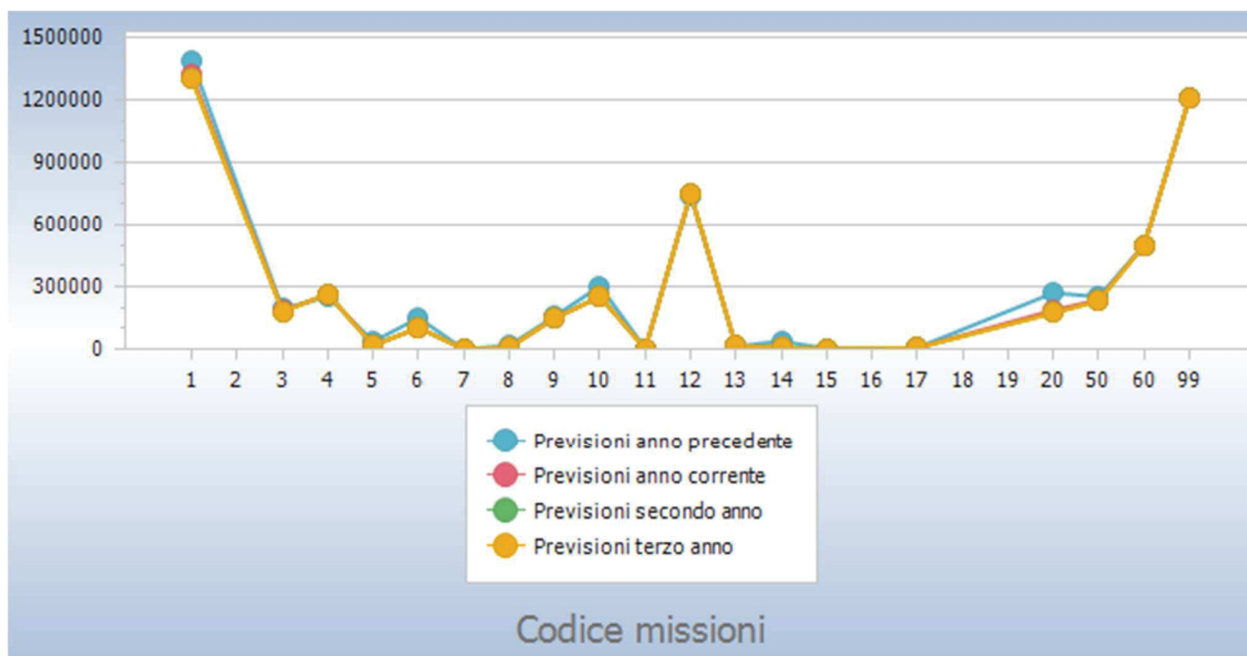 1500000
1200000
900000
600000
300000
0
1 2 3 4 5 6 7 8 9 10 11 12 13 14 15 16 17 18 19 20 50 60 99
Previsioni anno precedente
Previsioni anno corrente
Previsioni secondo anno
Previsioni terzo anno
Codice missioni